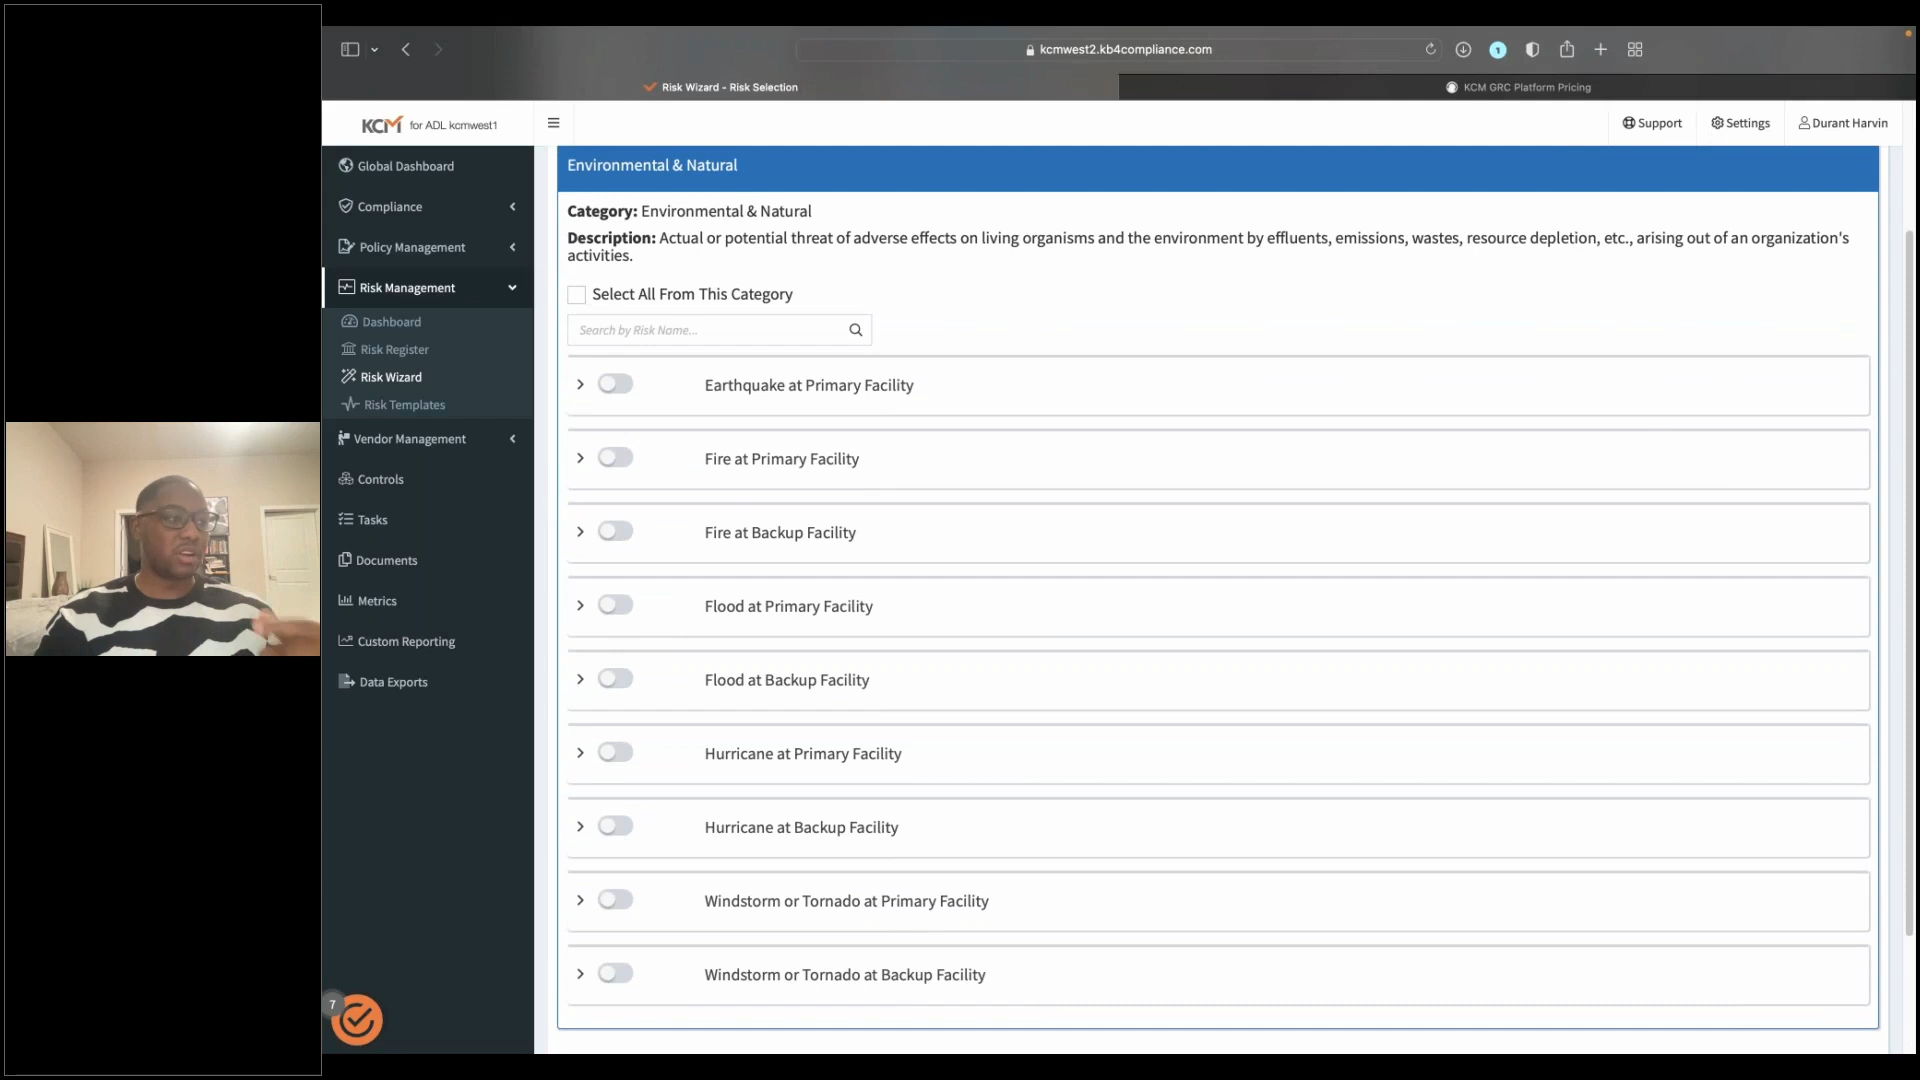 kcmwest2.kb4compliance.com
1
Risk Wizard - Risk Selection
KCM GRC Platform Pricing
KCM for ADL kcmwest1
Support
Settings
Durant Harvin
Global Dashboard
Compliance
Policy Management
Risk Management
Dashboard
Risk Register
Risk Wizard
Risk Templates
Vendor Management
Controls
Tasks
Documents
Metrics
Custom Reporting
Data Exports
7
Environmental & Natural
Category: Environmental & Natural
Description: Actual or potential threat of adverse effects on living organisms and the environment by effluents, emissions, wastes, resource depletion, etc., arising out of an organization's
activities.
Select All From This Category
Search by Risk Name...
Earthquake at Primary Facility
Fire at Primary Facility
Fire at Backup Facility
Flood at Primary Facility
Flood at Backup Facility
Hurricane at Primary Facility
Hurricane at Backup Facility
Windstorm or Tornado at Primary Facility
Windstorm or Tornado at Backup Facility